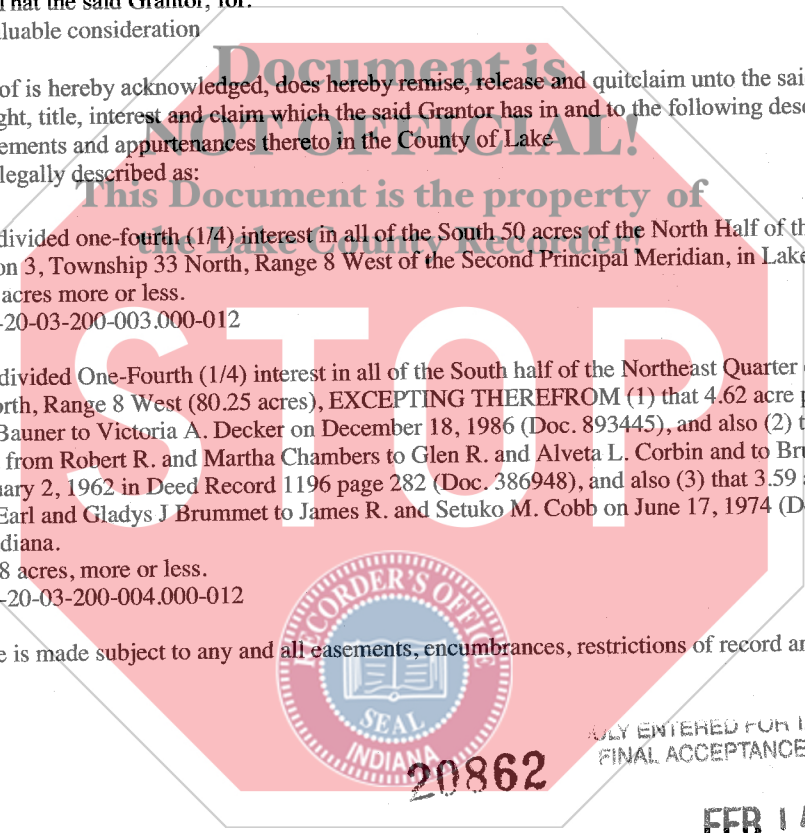 That the said Grantor, for:
luable consideration
Document is
of is hereby acknowledged, does hereby remise, release and quitclaim unto the sai
ght, title, interest and claim which the said Grantor has in and to the following desc
NOT OFFICIAL!
ements and appurtenances thereto in the County of Lake
legally described as:
This Document is the property of
the Lake County Recorder!
divided one-fourth (1/4) interest in all of the South 50 acres of the North Half of th
on 3, Township 33 North, Range 8 West of the Second Principal Meridian, in Lake
acres more or less.
-20-03-200-003.000-012
STOP
divided One-Fourth (1/4) interest in all of the South half of the Northeast Quarter
orth, Range 8 West (80.25 acres), EXCEPTING THEREFROM (1) that 4.62 acre p
Bauner to Victoria A. Decker on December 18, 1986 (Doc. 893445), and also (2) t
from Robert R. and Martha Chambers to Glen R. and Alveta L. Corbin and to Bru
uary 2, 1962 in Deed Record 1196 page 282 (Doc. 386948), and also (3) that 3.59
Earl and Gladys J Brummet to James R. and Setuko M. Cobb on June 17, 1974 (D
diana.
8 acres, more or less.
-20-03-200-004.000-012
e is made subject to any and all easements, encumbrances, restrictions of record an
RECORDER'S OFFICE
SEAL
INDIANA
ULY ENTERED FOR T
FINAL ACCEPTANCE
20862
FEB 1